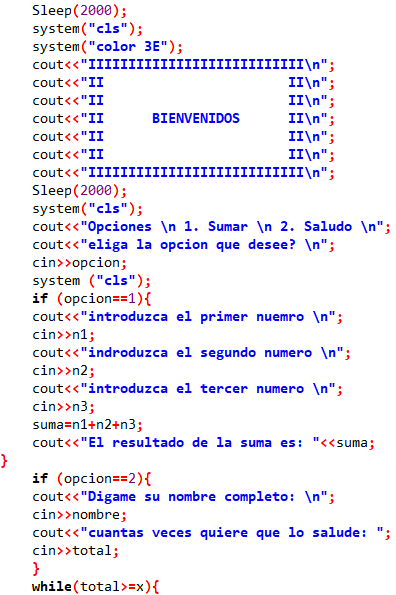 Sleep(2000);
system("cls");
system("color 3E");
cout<<"IIIIIIIIIIIIIIIIIIIIIIIIIII\n";
cout<<"II                       II\n";
cout<<"II                       II\n";
cout<<"II      BIENVENIDOS      II\n";
cout<<"II                       II\n";
cout<<"II                       II\n";
cout<<"IIIIIIIIIIIIIIIIIIIIIIIIIII\n";
Sleep(2000);
system("cls");
cout<<"Opciones \n 1. Sumar \n 2. Saludo \n";
cout<<"eliga la opcion que desee? \n";
cin>>opcion;
system ("cls");
if (opcion==1){
cout<<"introduzca el primer nuemro \n";
cin>>n1;
cout<<"indroduzca el segundo numero \n";
cin>>n2;
cout<<"introduzca el tercer numero \n";
cin>>n3;
suma=n1+n2+n3;
cout<<"El resultado de la suma es: "<<suma;
}
if (opcion==2){
cout<<"Digame su nombre completo: \n";
cin>>nombre;
cout<<"cuantas veces quiere que lo salude: ";
cin>>total;
}
while(total>=x){